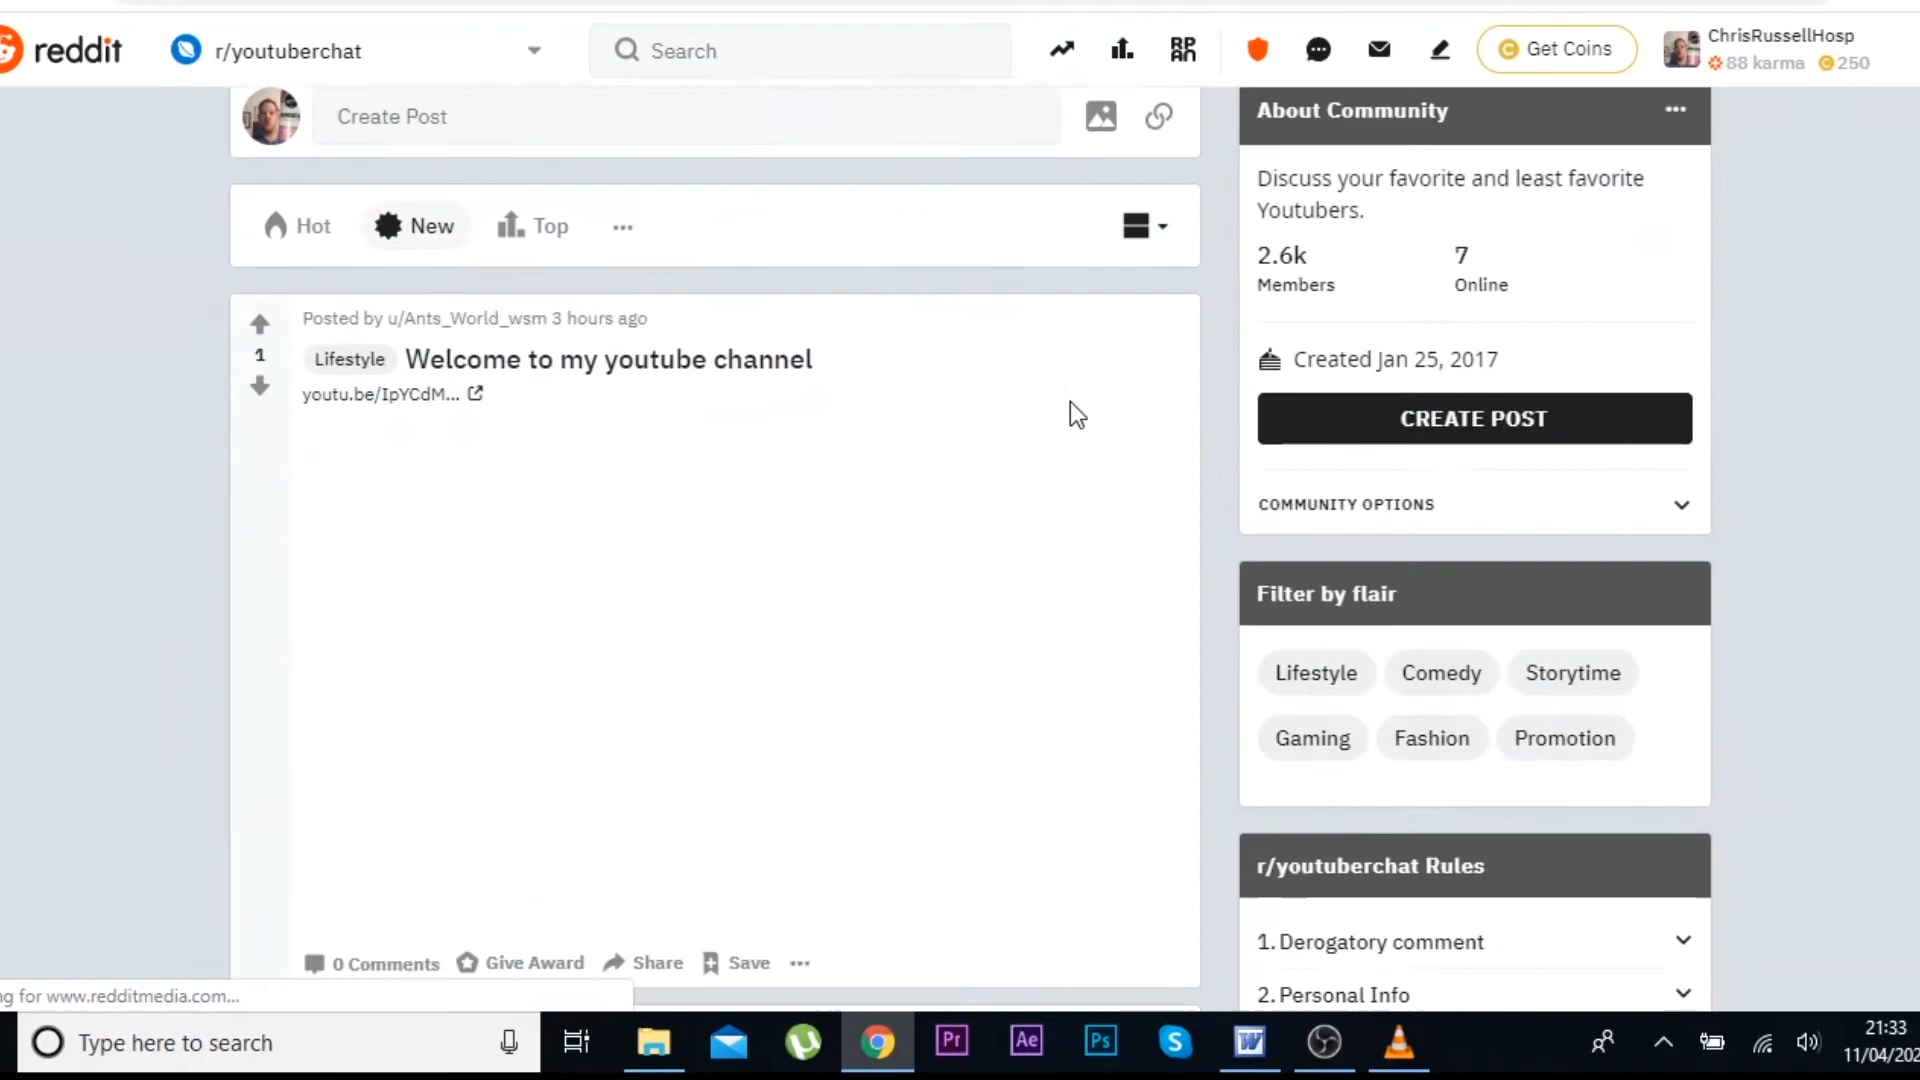 reddit
r/youtuberchat
Search
Get Coins
ChrisRussellHosp
88 karma 250
Create Post
Hot
New
Top
Posted by u/Ants_World_wsm 3 hours ago
1
Lifestyle Welcome to my youtube channel
youtu.be/IpYCdM...
0 Comments
Give Award
Share
Save
About Community
Discuss your favorite and least favorite
Youtubers.
2.6k 7
Members Online
Created Jan 25, 2017
CREATE POST
COMMUNITY OPTIONS
Filter by flair
Lifestyle Comedy Storytime
Gaming Fashion Promotion
r/youtuberchat Rules
1. Derogatory comment
2. Personal Info
ng for www.redditmedia.com...
Type here to search
Pr
Ae
Ps
S
W
21:33
11/04/202